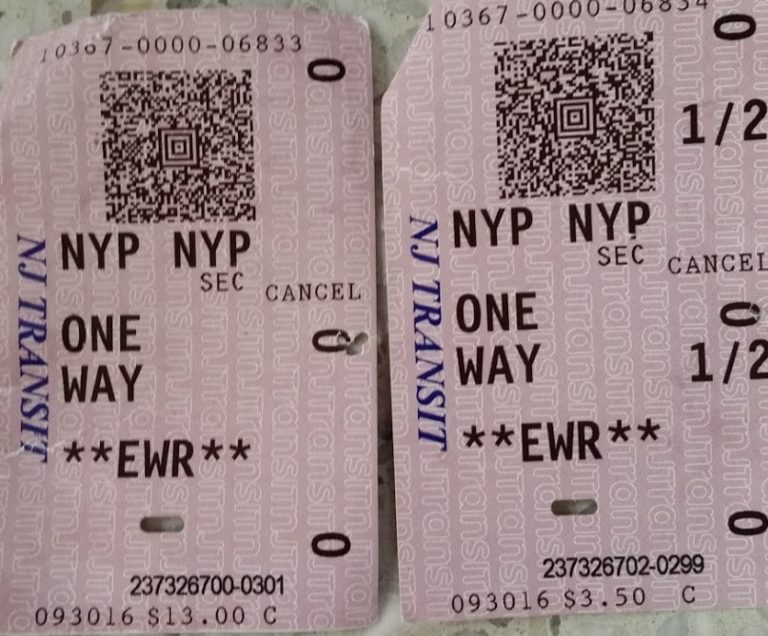 10367-0000-06833
0
NYP NYP
SEC
CANCEL
NJ TRANSIT
ONE
0
WAY
**EWR**
0
237326700-0301
093016 $13.00 C
10367-0000-06834
0
1/2
NYP NYP
SEC
CANCEL
NJ TRANSIT
ONE
0
WAY
1/2
**EWR**
0
237326702-0299
093016 $3.50 C